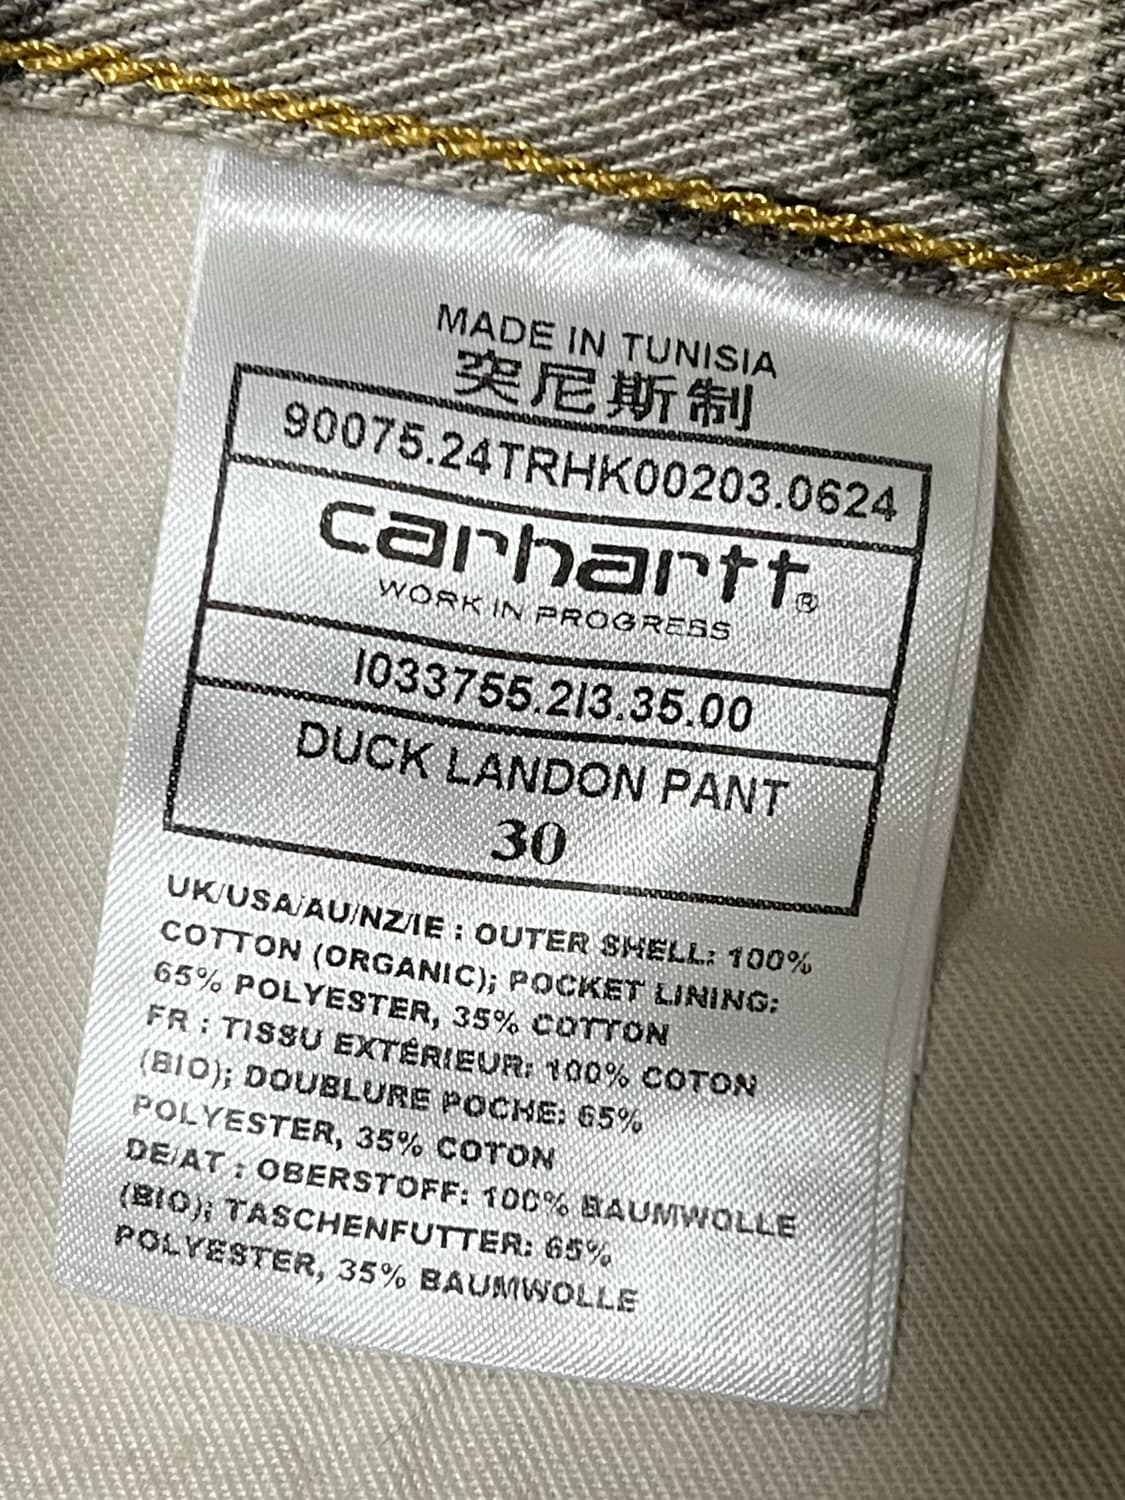 MADE IN TUNISIA
突尼斯制
90075.24TRHK00203.0624
carhartt®
WORK IN PROGRESS
I033755.2I3.35.00
DUCK LANDON PANT
30
UK/USA/AU/NZ/IE : OUTER SHELL: 100%
COTTON (ORGANIC); POCKET LINING:
65% POLYESTER, 35% COTTON
FR : TISSU EXTÉRIEUR: 100% COTON
(BIO); DOUBLURE POCHE: 65%
POLYESTER, 35% COTON
DE/AT : OBERSTOFF: 100% BAUMWOLLE
(BIO); TASCHENFUTTER: 65%
POLYESTER, 35% BAUMWOLLE